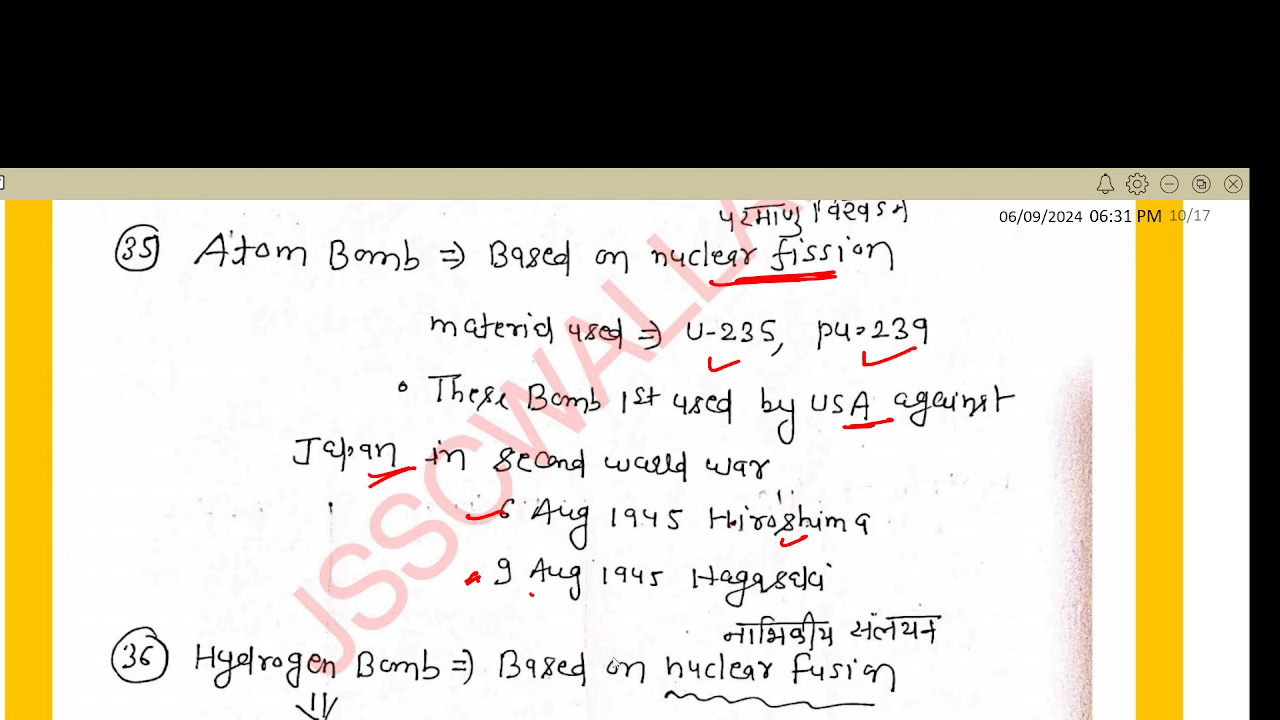 06/09/2024 06:31 PM 10/17
परमाणु विखण्डन
35 Atom Bomb => Based on nuclear fission
material used => U-235, Pu-239
• These Bomb 1st used by USA against
Japan in second world war
6 Aug 1945 Hiroshima
9 Aug 1945 Nagasaki
नाभिकीय संलयन
36 Hydrogen Bomb => Based on nuclear fusion
JSSCWALLA